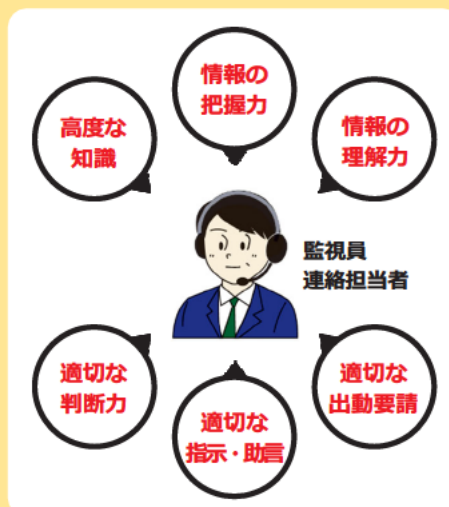 情報の
把握力
高度な
知識
情報の
理解力
監視員
連絡担当者
適切な
判断力
適切な
指示・助言
適切な
出動要請